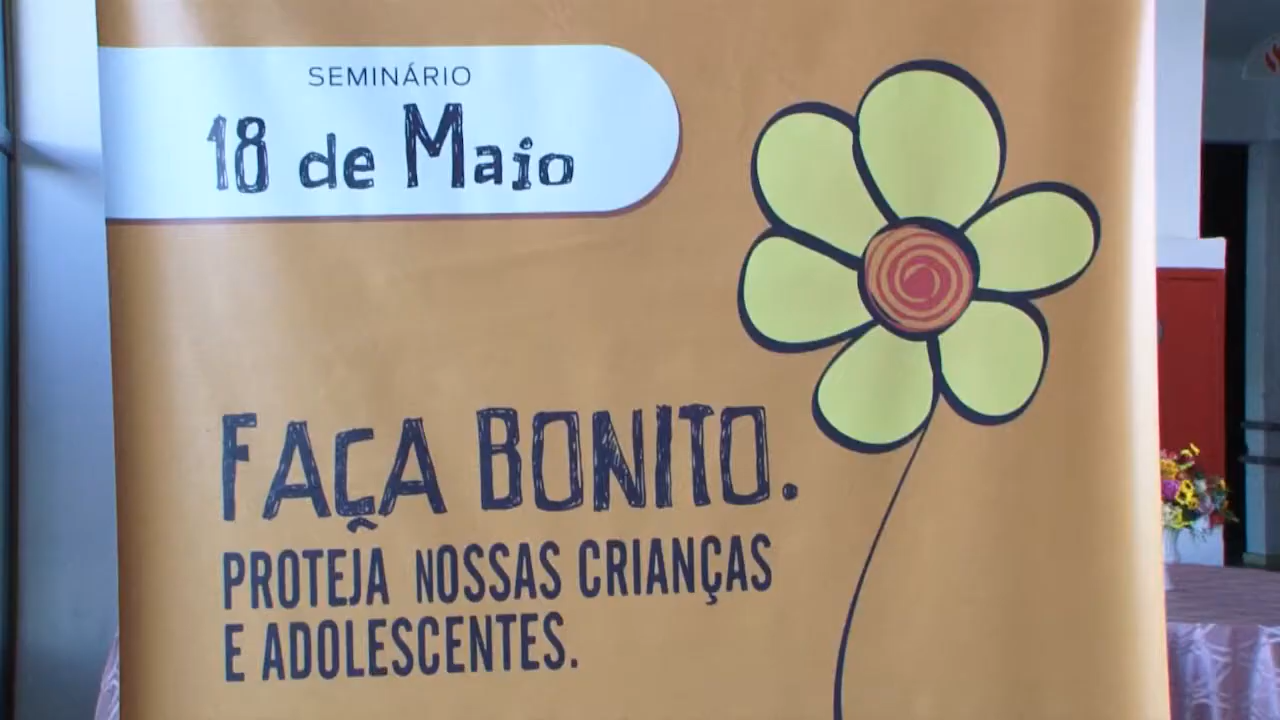 SEMINÁRIO
18 de Maio
FAÇA BONITO.
PROTEJA NOSSAS CRIANÇAS
E ADOLESCENTES.